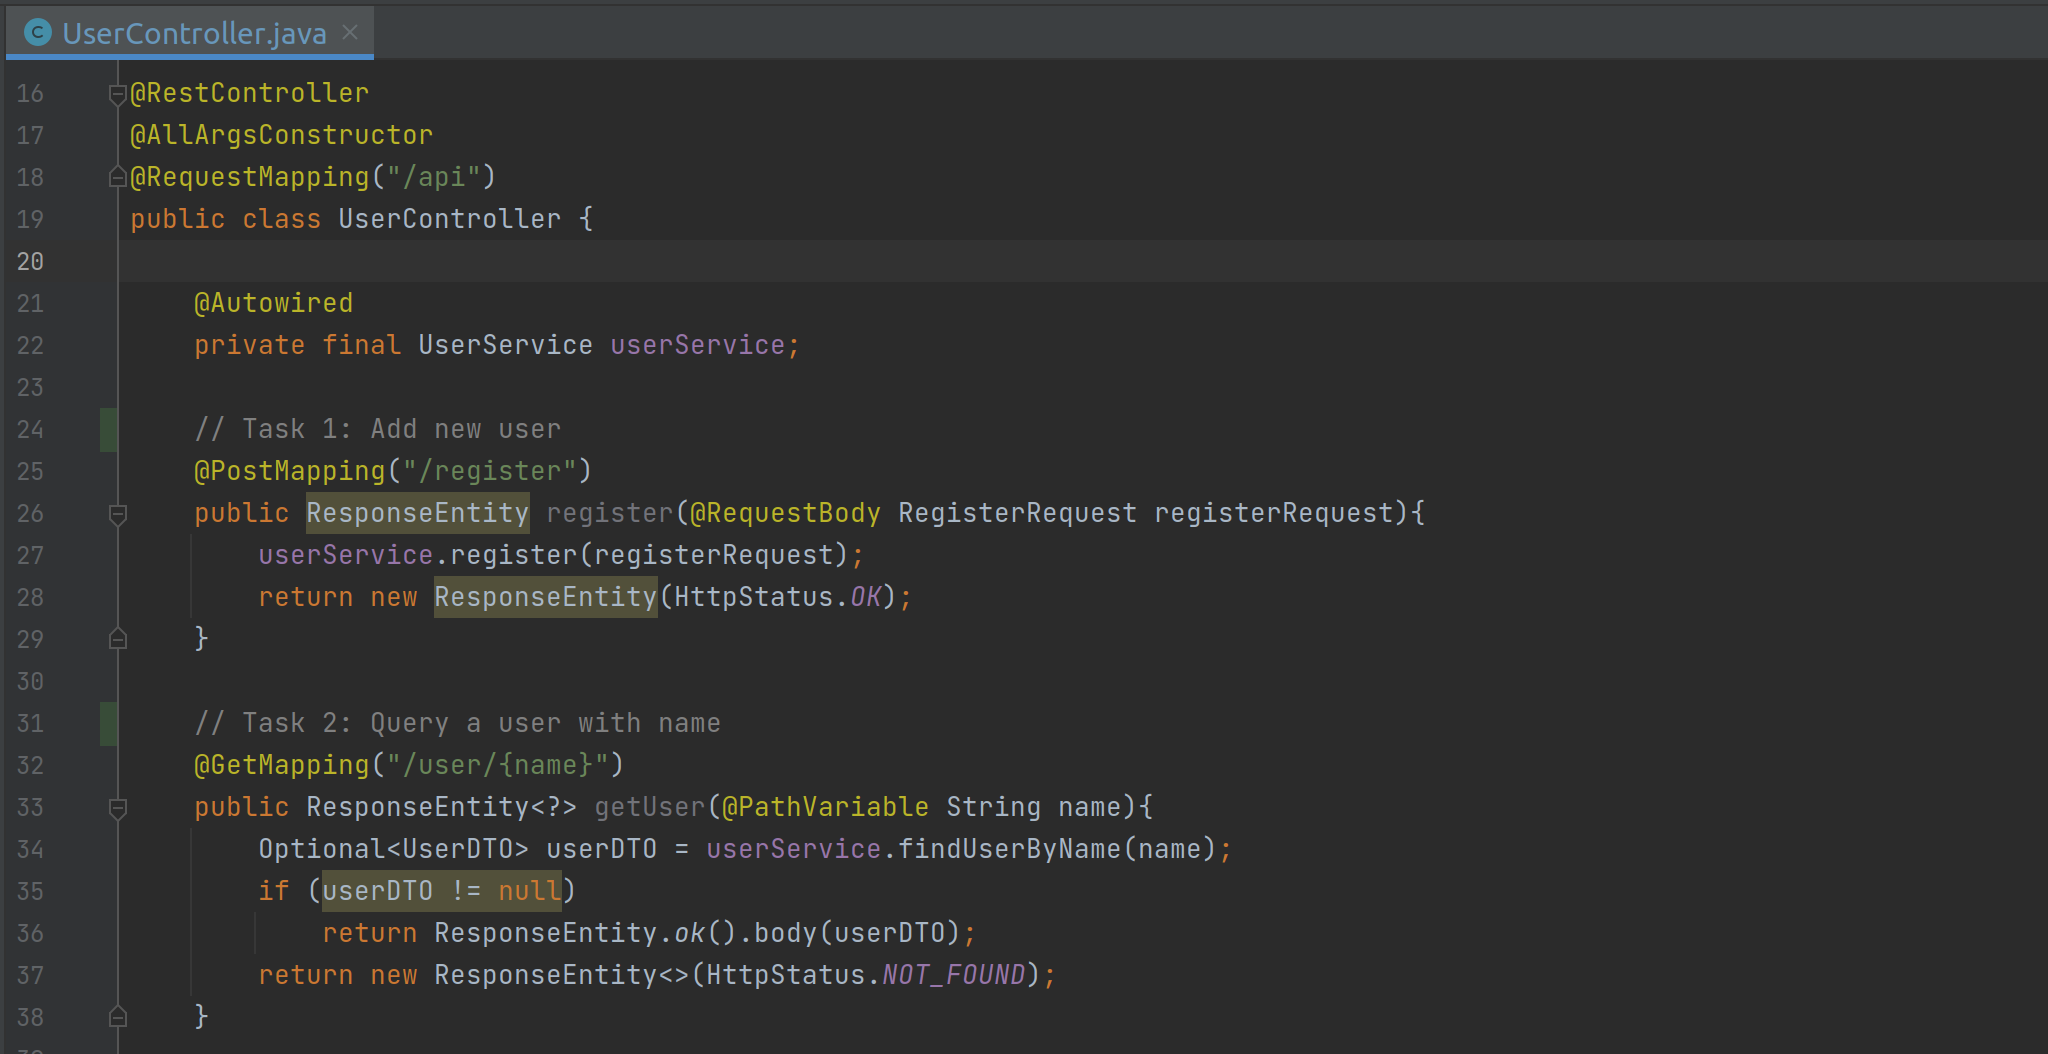 UserController.java
16 @RestController
17 @AllArgsConstructor
18 @RequestMapping("/api")
19 public class UserController {
20
21     @Autowired
22     private final UserService userService;
23
24     // Task 1: Add new user
25     @PostMapping("/register")
26     public ResponseEntity register(@RequestBody RegisterRequest registerRequest){
27         userService.register(registerRequest);
28         return new ResponseEntity(HttpStatus.OK);
29     }
30
31     // Task 2: Query a user with name
32     @GetMapping("/user/{name}")
33     public ResponseEntity<?> getUser(@PathVariable String name){
34         Optional<UserDTO> userDTO = userService.findUserByName(name);
35         if (userDTO != null)
36             return ResponseEntity.ok().body(userDTO);
37         return new ResponseEntity<>(HttpStatus.NOT_FOUND);
38     }